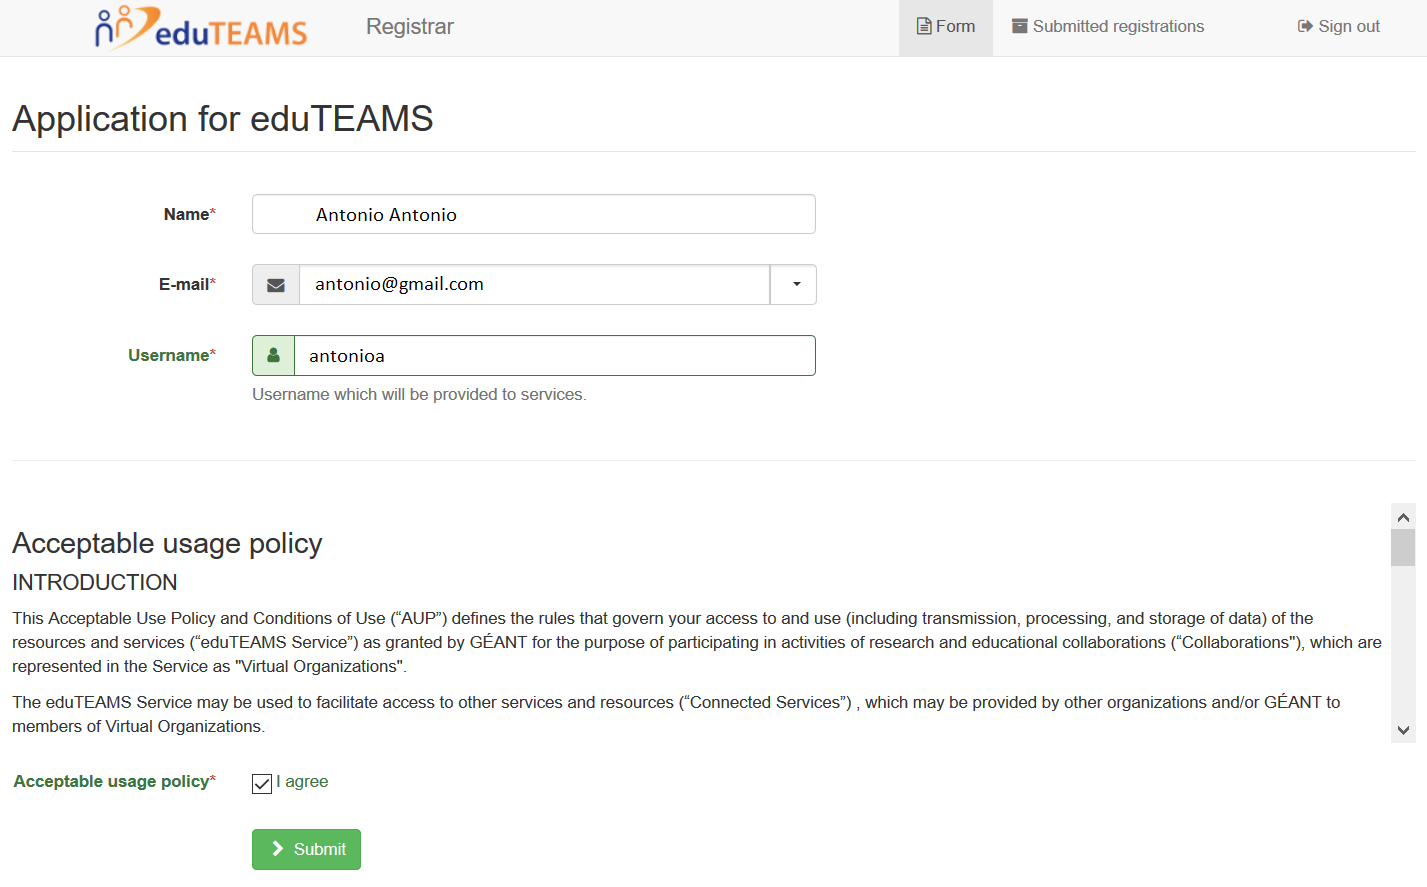 eduTEAMS Registrar Form Submitted registrations Sign out
Application for eduTEAMS
Name* Antonio Antonio
E-mail* antonio@gmail.com
Username* antonioa
Username which will be provided to services.
Acceptable usage policy
INTRODUCTION
This Acceptable Use Policy and Conditions of Use (“AUP”) defines the rules that govern your access to and use (including transmission, processing, and storage of data) of the
resources and services (“eduTEAMS Service”) as granted by GÉANT for the purpose of participating in activities of research and educational collaborations (“Collaborations"), which are
represented in the Service as "Virtual Organizations".
The eduTEAMS Service may be used to facilitate access to other services and resources (“Connected Services”) , which may be provided by other organizations and/or GÉANT to
members of Virtual Organizations.
Acceptable usage policy* I agree
Submit